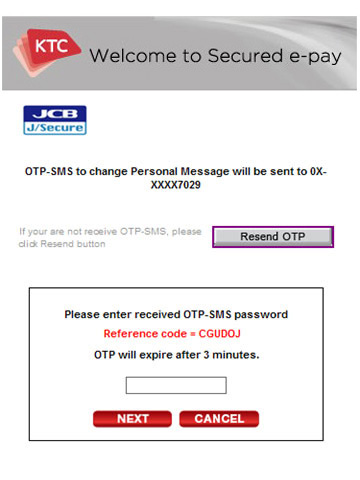 KTC
Welcome to Secured e-pay
JCB
J/Secure
OTP-SMS to change Personal Message will be sent to 0X-
XXXX7029
If your are not receive OTP-SMS, please
click Resend button
Resend OTP
Please enter received OTP-SMS password
Reference code = CGUDOJ
OTP will expire after 3 minutes.
NEXT
CANCEL